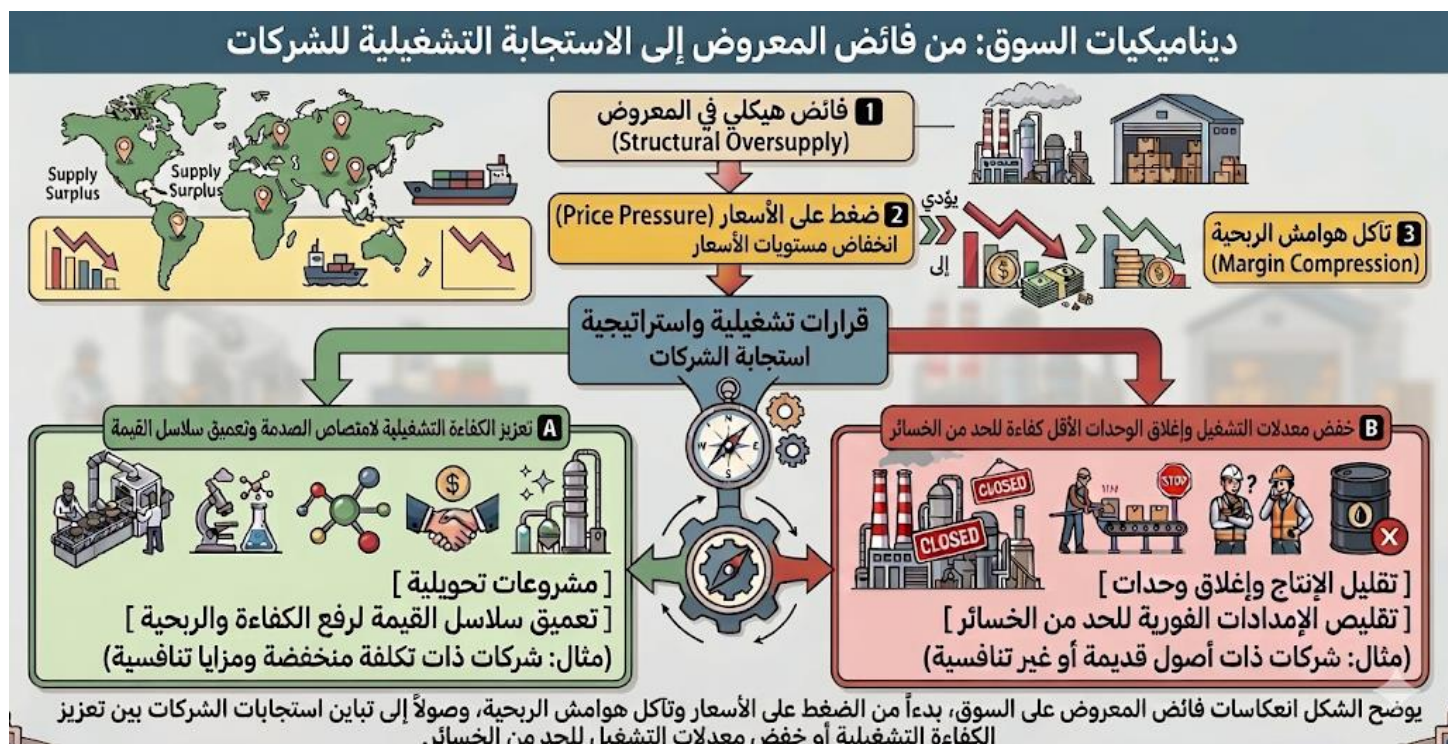 ديناميكيات السوق: من فائض المعروض إلى الاستجابة التشغيلية للشركات
1 فائض هيكلي في المعروض
(Structural Oversupply)
Supply
Surplus
Supply
Surplus
2 ضغط على الأسعار (Price Pressure)
انخفاض مستويات الأسعار
يؤدي
إلى
3 تآكل هوامش الربحية
(Margin Compression)
قرارات تشغيلية واستراتيجية
استجابة الشركات
N
W
E
S
A تعزيز الكفاءة التشغيلية لامتصاص الصدمة وتعميق سلاسل القيمة
[ مشروعات تحويلية ]
[ تعميق سلاسل القيمة لرفع الكفاءة والربحية ]
(مثال: شركات ذات تكلفة منخفضة ومزايا تنافسية)
B خفض معدلات التشغيل وإغلاق الوحدات الأقل كفاءة للحد من الخسائر
CLOSED
CLOSED
STOP
?
[ تقليل الإنتاج وإغلاق وحدات ]
[ تقليص الإمدادات الفورية للحد من الخسائر ]
(مثال: شركات ذات أصول قديمة أو غير تنافسية)
يوضح الشكل انعكاسات فائض المعروض على السوق، بدءاً من الضغط على الأسعار وتآكل هوامش الربحية، وصولاً إلى تباين استجابات الشركات بين تعزيز
الكفاءة التشغيلية أو خفض معدلات التشغيل للحد من الخسائر.